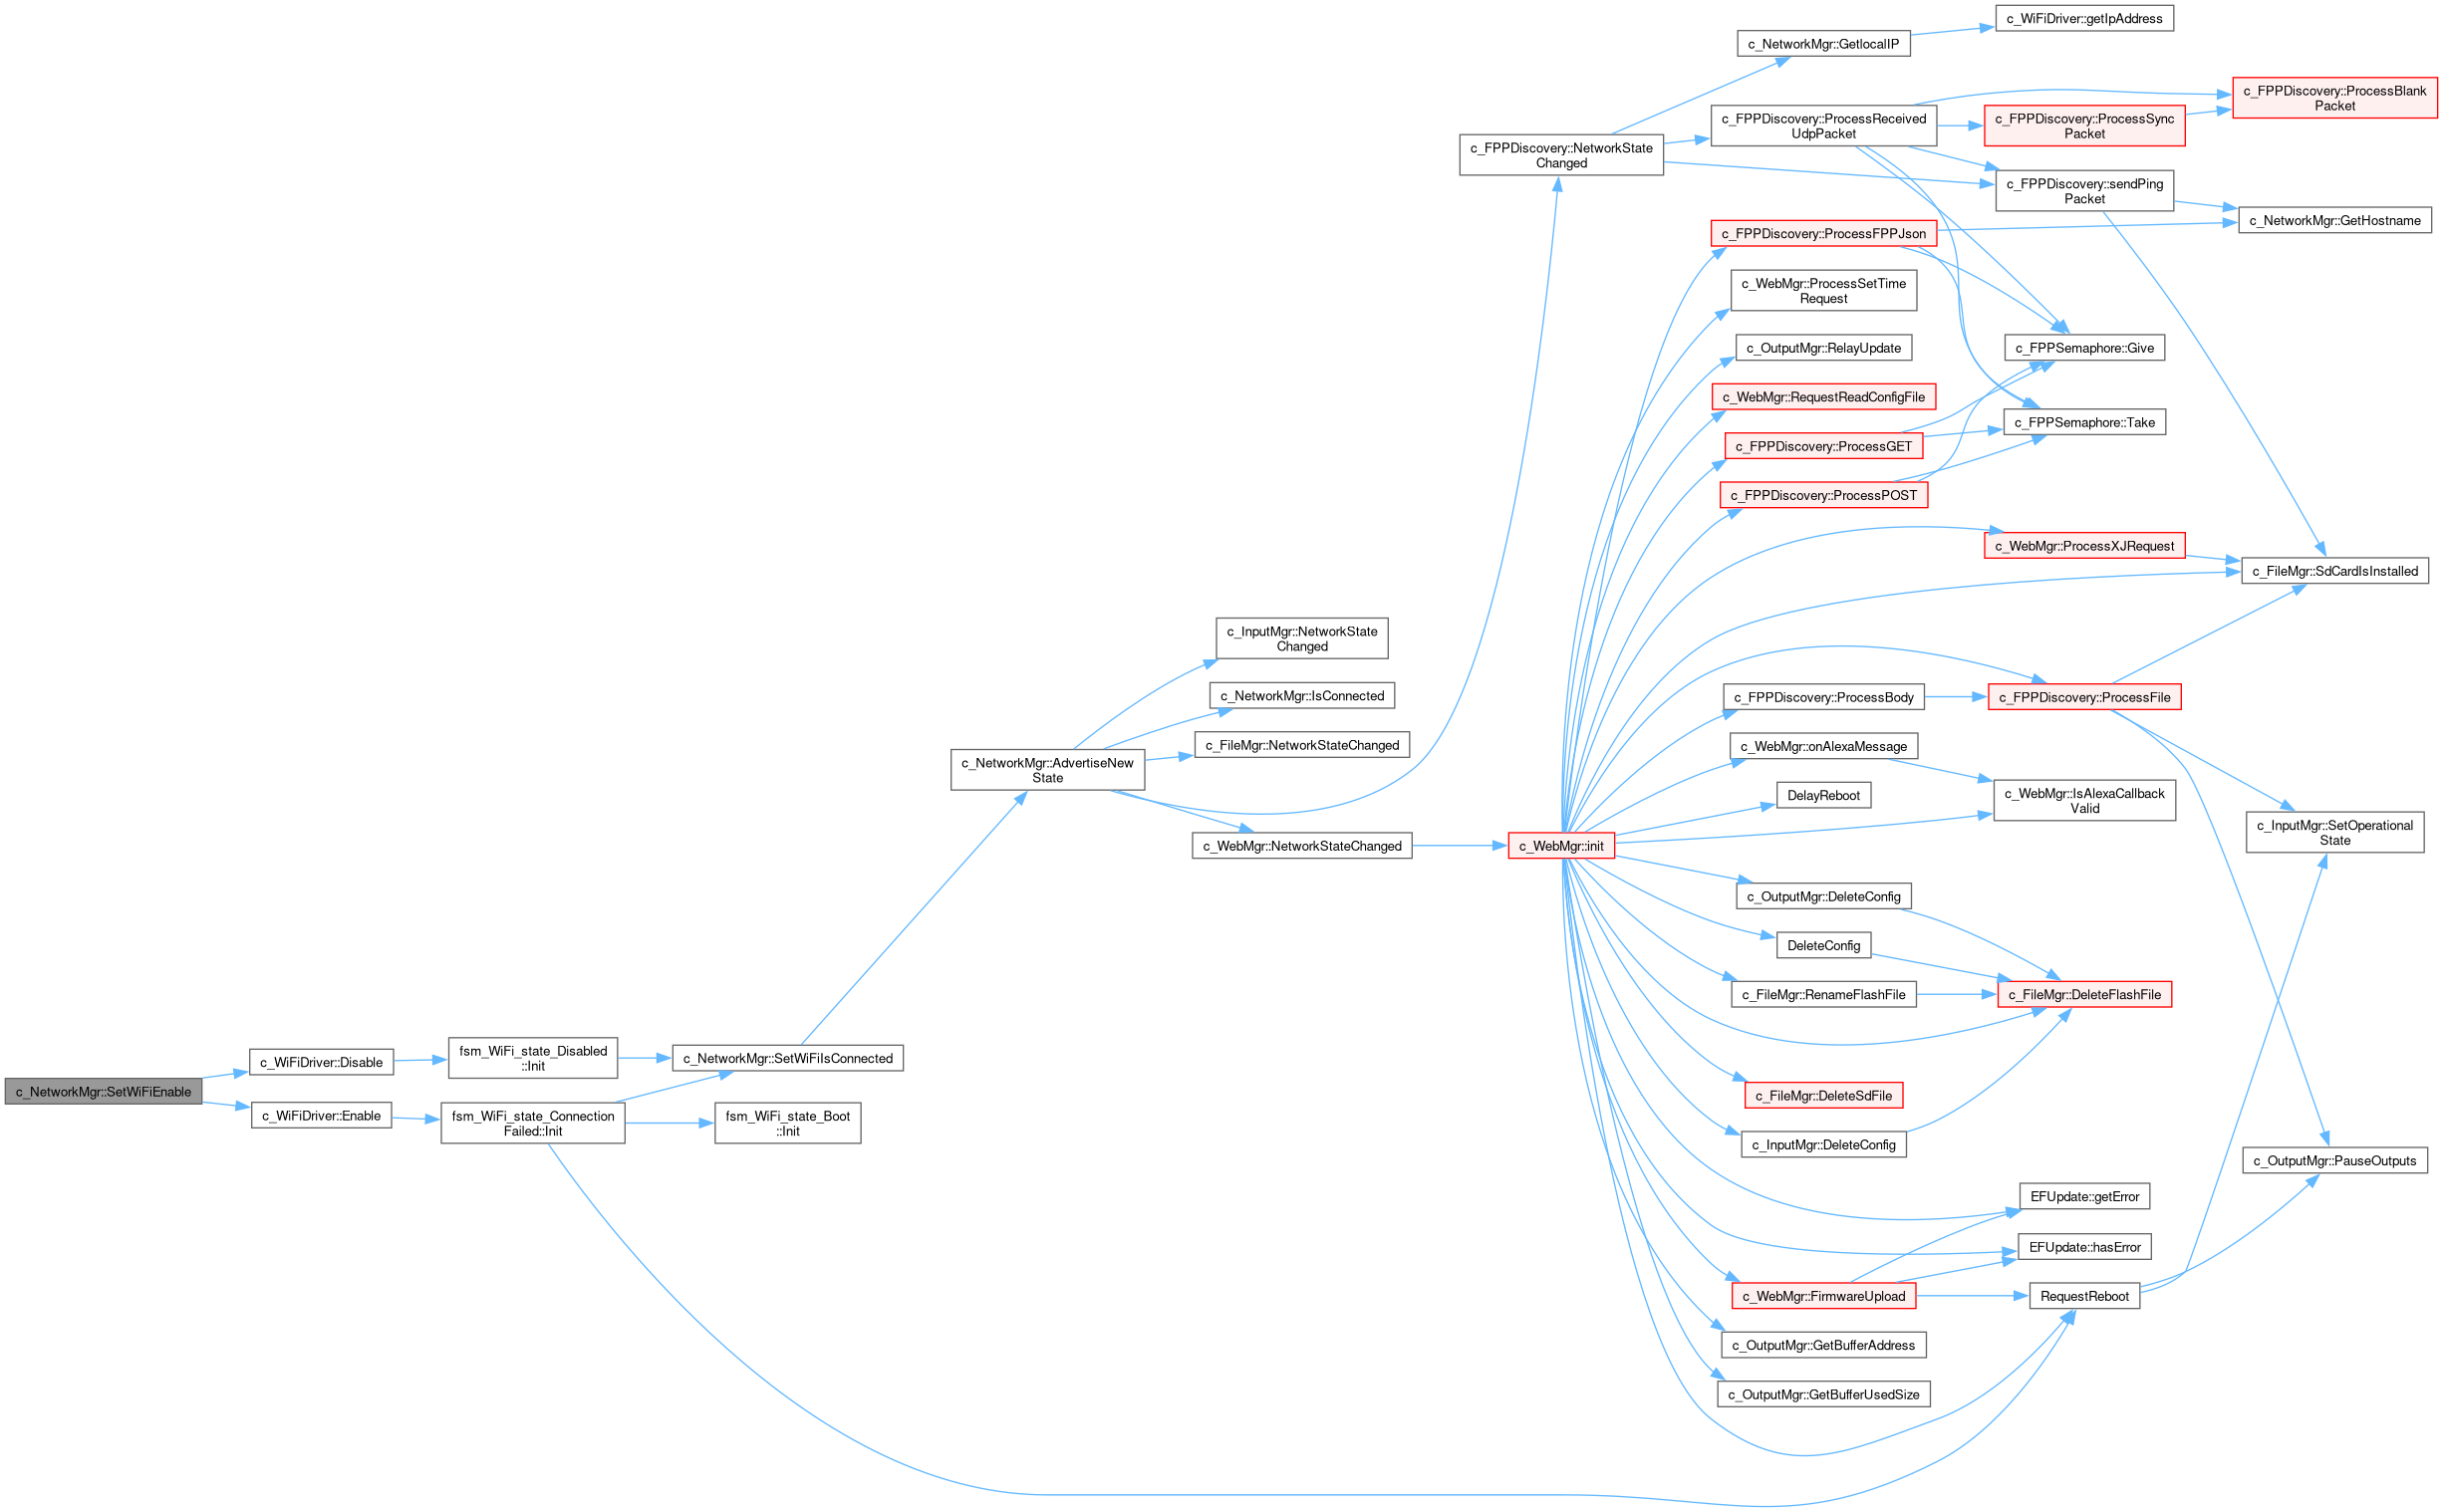 c_NetworkMgr::SetWiFiEnable
c_WiFiDriver::Disable
c_WiFiDriver::Enable
fsm_WiFi_state_Disabled
::Init
fsm_WiFi_state_Connection
Failed::Init
c_NetworkMgr::SetWiFiIsConnected
fsm_WiFi_state_Boot
::Init
c_NetworkMgr::AdvertiseNew
State
c_InputMgr::NetworkState
Changed
c_NetworkMgr::IsConnected
c_FileMgr::NetworkStateChanged
c_WebMgr::NetworkStateChanged
c_FPPDiscovery::NetworkState
Changed
c_WebMgr::init
c_NetworkMgr::GetlocalIP
c_FPPDiscovery::ProcessReceived
UdpPacket
c_FPPDiscovery::ProcessFPPJson
c_WebMgr::ProcessSetTime
Request
c_OutputMgr::RelayUpdate
c_WebMgr::RequestReadConfigFile
c_FPPDiscovery::ProcessGET
c_FPPDiscovery::ProcessPOST
c_FPPDiscovery::ProcessBody
c_WebMgr::onAlexaMessage
DelayReboot
c_OutputMgr::DeleteConfig
DeleteConfig
c_FileMgr::RenameFlashFile
c_FileMgr::DeleteSdFile
c_InputMgr::DeleteConfig
c_WebMgr::FirmwareUpload
c_OutputMgr::GetBufferAddress
c_OutputMgr::GetBufferUsedSize
c_WiFiDriver::getIpAddress
c_FPPDiscovery::ProcessSync
Packet
c_FPPDiscovery::sendPing
Packet
c_FPPSemaphore::Give
c_FPPSemaphore::Take
c_WebMgr::ProcessXJRequest
c_FPPDiscovery::ProcessFile
c_WebMgr::IsAlexaCallback
Valid
c_FileMgr::DeleteFlashFile
EFUpdate::getError
EFUpdate::hasError
RequestReboot
c_FPPDiscovery::ProcessBlank
Packet
c_NetworkMgr::GetHostname
c_FileMgr::SdCardIsInstalled
c_InputMgr::SetOperational
State
c_OutputMgr::PauseOutputs